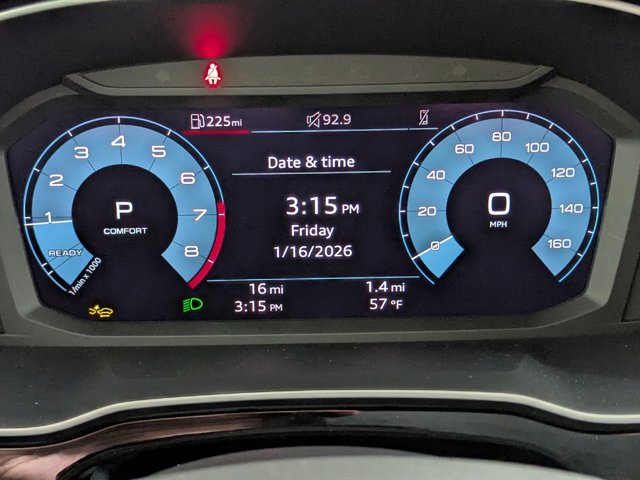 225mi
92.9
Date & time
3:15 PM
Friday
1/16/2026
16 mi
3:15 PM
1.4 mi
57 °F
1
2
3
4
5
6
7
8
READY
1/min x 1000
P
COMFORT
0
20
40
60
80
100
120
140
160
0
MPH